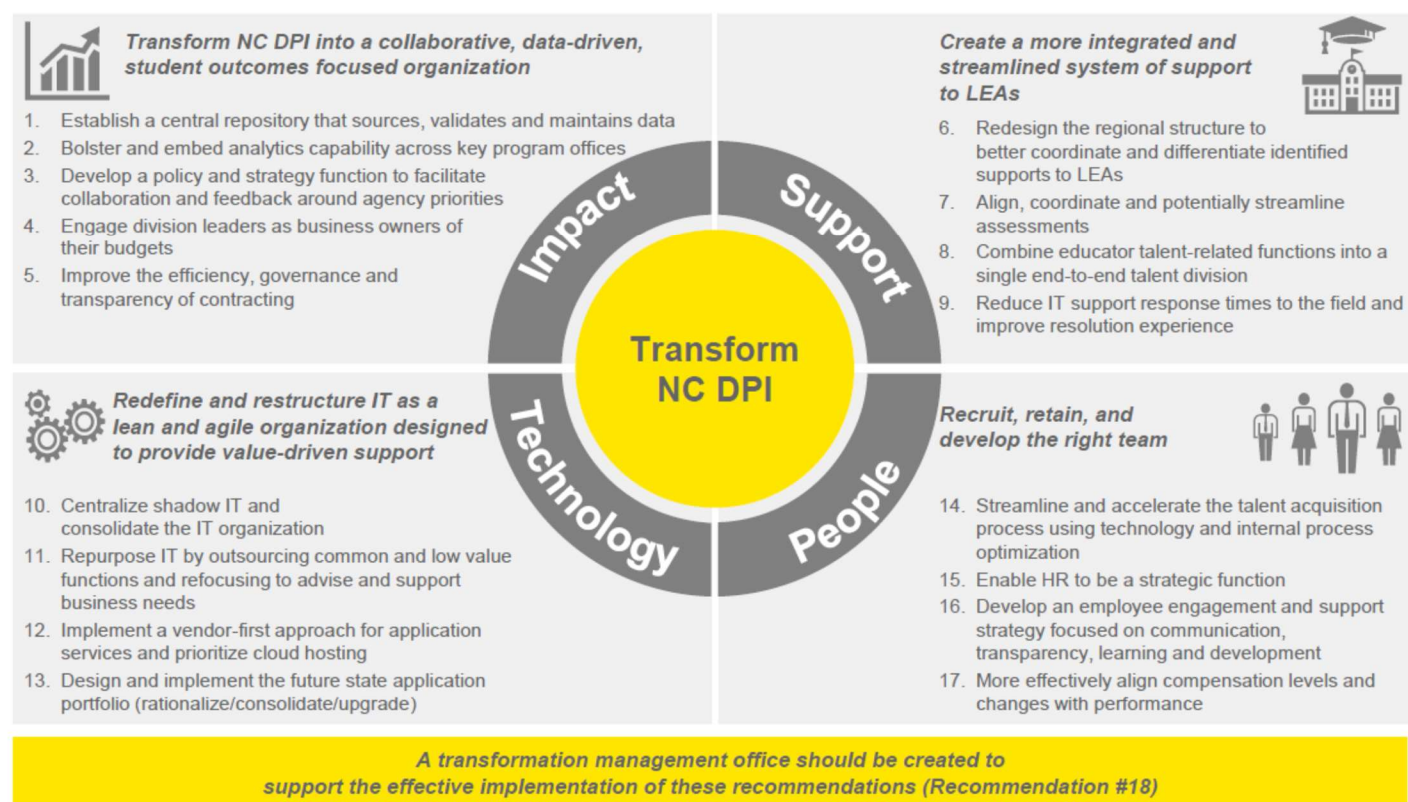 Transform NC DPI into a collaborative, data-driven,
student outcomes focused organization
1. Establish a central repository that sources, validates and maintains data
2. Bolster and embed analytics capability across key program offices
3. Develop a policy and strategy function to facilitate
collaboration and feedback around agency priorities
4. Engage division leaders as business owners of
their budgets
5. Improve the efficiency, governance and
transparency of contracting
Create a more integrated and
streamlined system of support
to LEAs
6. Redesign the regional structure to
better coordinate and differentiate identified
supports to LEAs
7. Align, coordinate and potentially streamline
assessments
8. Combine educator talent-related functions into a
single end-to-end talent division
9. Reduce IT support response times to the field and
improve resolution experience
Impact
Support
Transform
NC DPI
Technology
People
Redefine and restructure IT as a
lean and agile organization designed
to provide value-driven support
10. Centralize shadow IT and
consolidate the IT organization
11. Repurpose IT by outsourcing common and low value
functions and refocusing to advise and support
business needs
12. Implement a vendor-first approach for application
services and prioritize cloud hosting
13. Design and implement the future state application
portfolio (rationalize/consolidate/upgrade)
Recruit, retain, and
develop the right team
14. Streamline and accelerate the talent acquisition
process using technology and internal process
optimization
15. Enable HR to be a strategic function
16. Develop an employee engagement and support
strategy focused on communication,
transparency, learning and development
17. More effectively align compensation levels and
changes with performance
A transformation management office should be created to
support the effective implementation of these recommendations (Recommendation #18)